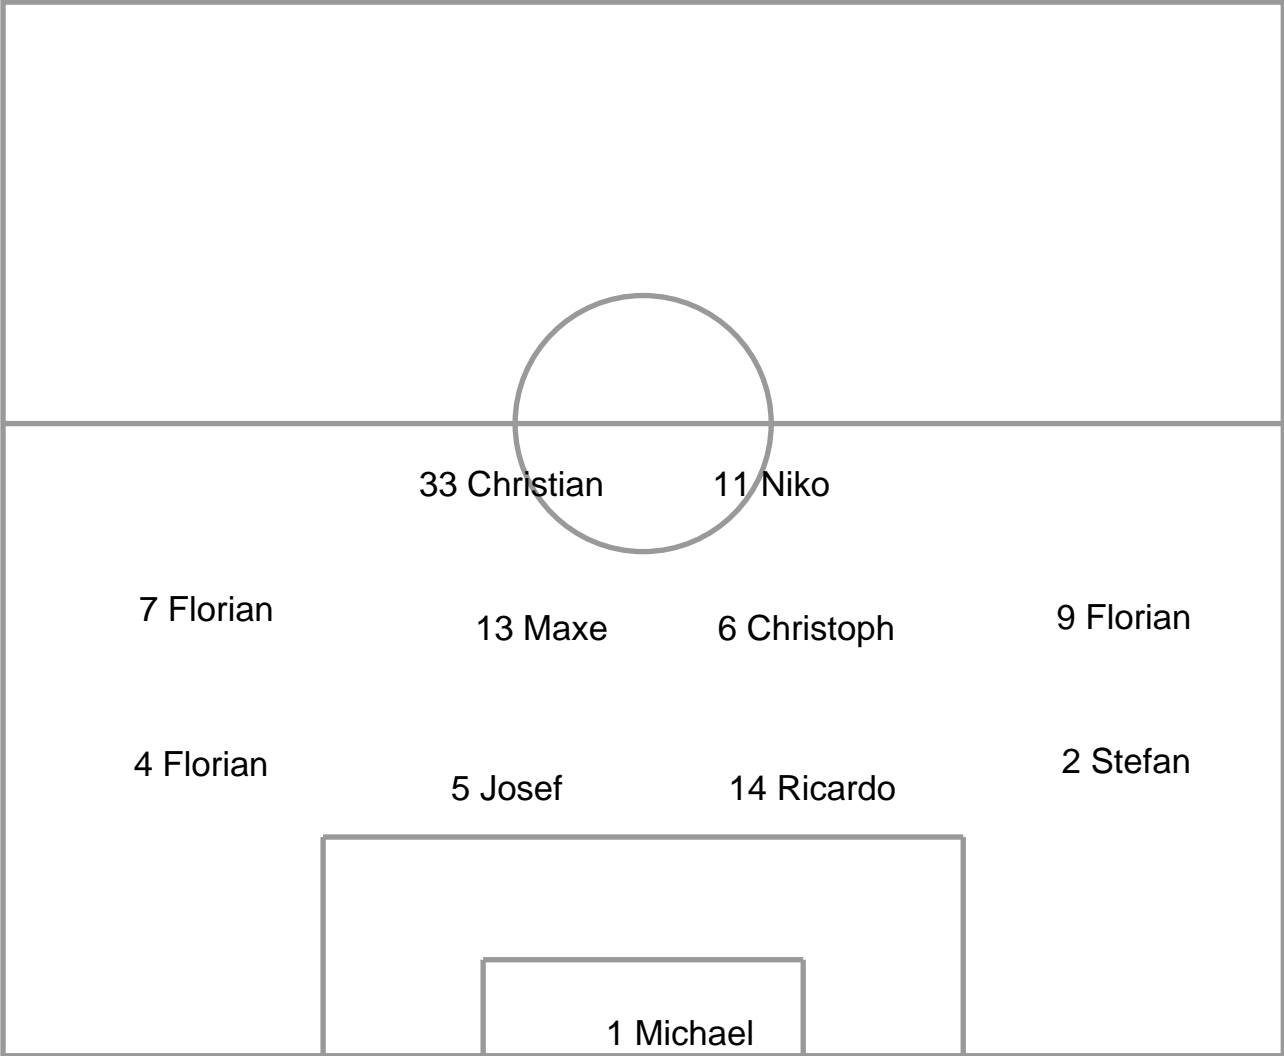 33 Christian
11 Niko
7 Florian
13 Maxe
6 Christoph
9 Florian
4 Florian
5 Josef
14 Ricardo
2 Stefan
1 Michael